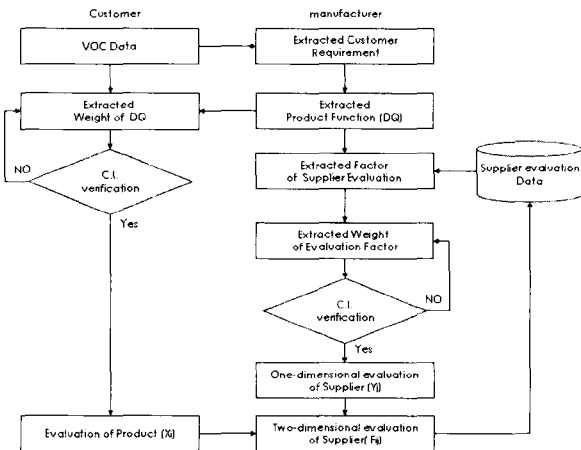 Customer
manufacturer
VOC Data
Extracted Customer
Requirement
Extracted
Weight of DQ
Extracted
Product Function (DQ)
NO
C.I.
verification
Extracted Factor
of Supplier Evaluation
Supplier evaluation
Data
Yes
Extracted Weight
of Evaluation Factor
C.I.
verification
NO
Yes
One-dimensional evaluation
of Supplier (Yj)
Evaluation of Product (Xi)
Two-dimensional evaluation
of Supplier( Fij)